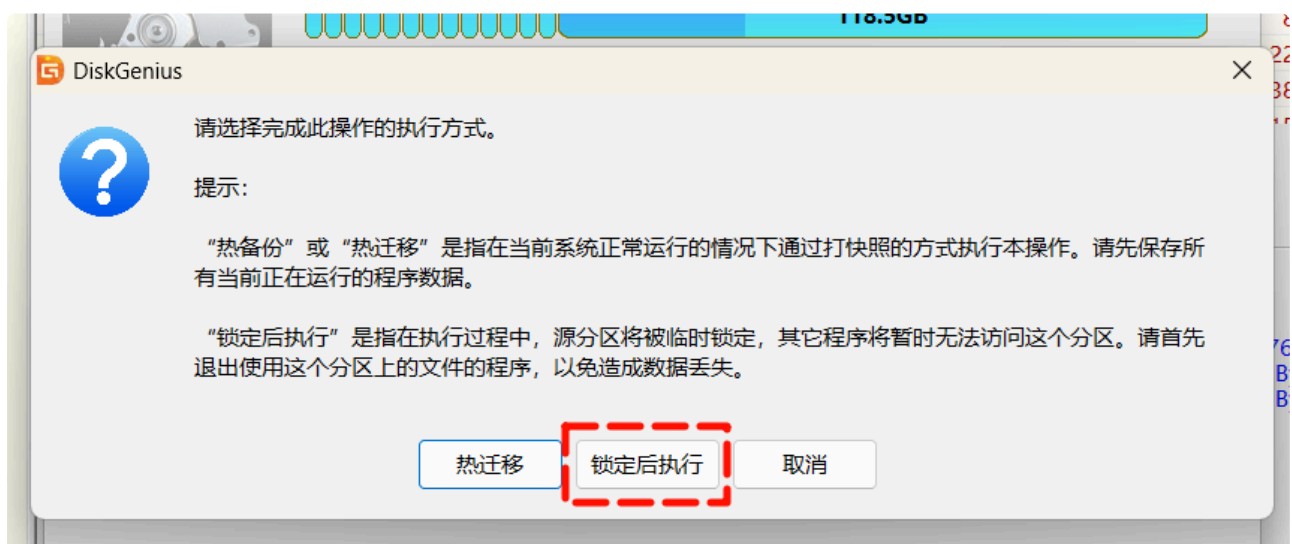 118.5GB
DiskGenius
请选择完成此操作的执行方式。
提示：
“热备份”或“热迁移”是指在当前系统正常运行的情况下通过打快照的方式执行本操作。请先保存所
有当前正在运行的程序数据。
“锁定后执行”是指在执行过程中，源分区将被临时锁定，其它程序将暂时无法访问这个分区。请首先
退出使用这个分区上的文件的程序，以免造成数据丢失。
热迁移
锁定后执行
取消